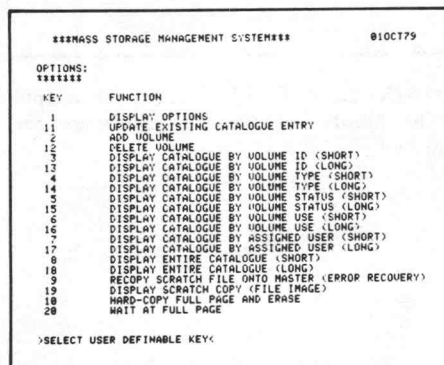 ***MASS STORAGE MANAGEMENT SYSTEM*** 01OCT79
OPTIONS:
*******
KEY FUNCTION
1 DISPLAY OPTIONS
11 UPDATE EXISTING CATALOGUE ENTRY
2 ADD VOLUME
12 DELETE VOLUME
3 DISPLAY CATALOGUE BY VOLUME ID (SHORT)
13 DISPLAY CATALOGUE BY VOLUME ID (LONG)
4 DISPLAY CATALOGUE BY VOLUME TYPE (SHORT)
14 DISPLAY CATALOGUE BY VOLUME TYPE (LONG)
5 DISPLAY CATALOGUE BY VOLUME STATUS (SHORT)
15 DISPLAY CATALOGUE BY VOLUME STATUS (LONG)
6 DISPLAY CATALOGUE BY VOLUME USE (SHORT)
16 DISPLAY CATALOGUE BY VOLUME USE (LONG)
7 DISPLAY CATALOGUE BY ASSIGNED USER (SHORT)
17 DISPLAY CATALOGUE BY ASSIGNED USER (LONG)
8 DISPLAY ENTIRE CATALOGUE (SHORT)
18 DISPLAY ENTIRE CATALOGUE (LONG)
9 RECOPY SCRATCH FILE ONTO MASTER (ERROR RECOVERY)
19 DISPLAY SCRATCH COPY (FILE IMAGE)
10 HARD-COPY FULL PAGE AND ERASE
20 WAIT AT FULL PAGE
>SELECT USER DEFINABLE KEY<